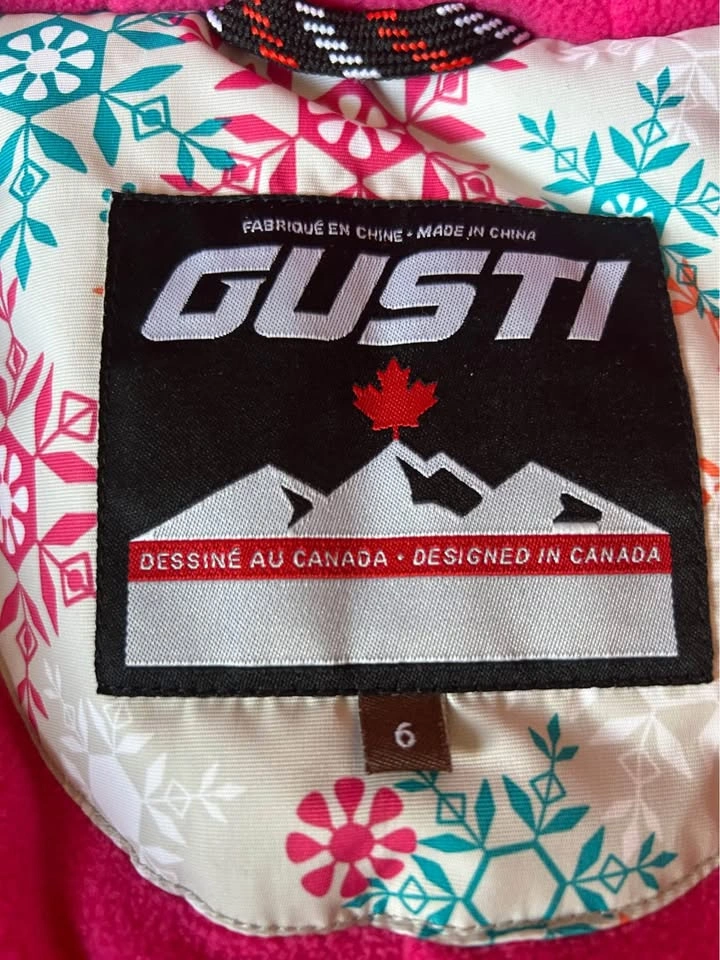 FABRIQUÉ EN CHINE • MADE IN CHINA
GUSTI
DESSINÉ AU CANADA • DESIGNED IN CANADA
6